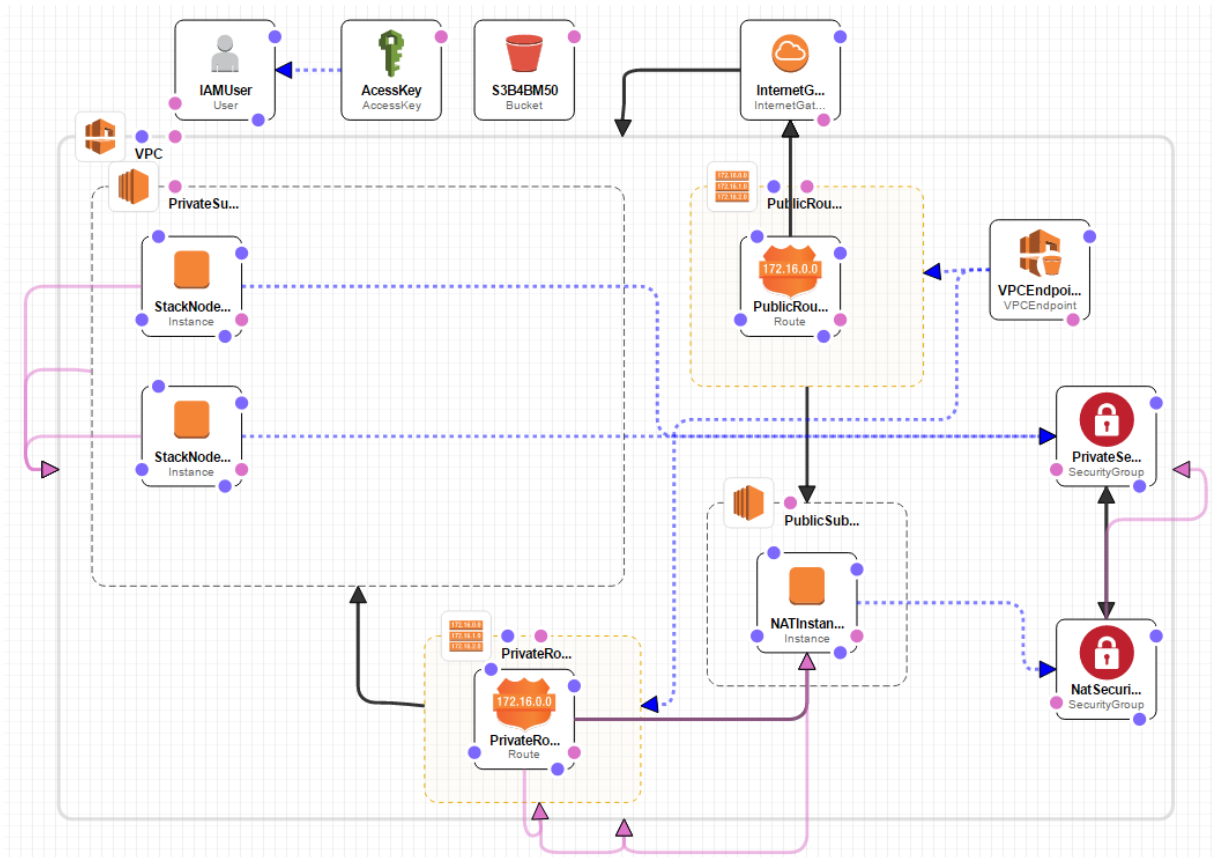 IAMUser
User
AcessKey
AccessKey
S3B4BM50
Bucket
InternetG...
InternetGat...
VPC
PrivateSu...
172.16.0.0
172.16.1.0
172.16.2.0
PublicRou...
StackNode...
Instance
172.16.0.0
PublicRou...
Route
VPCEndpoi...
VPCEndpoint
StackNode...
Instance
PrivateSe...
SecurityGroup
PublicSub...
NATInstan...
Instance
172.16.0.0
172.16.1.0
172.16.2.0
PrivateRo...
172.16.0.0
PrivateRo...
Route
NatSecuri...
SecurityGroup